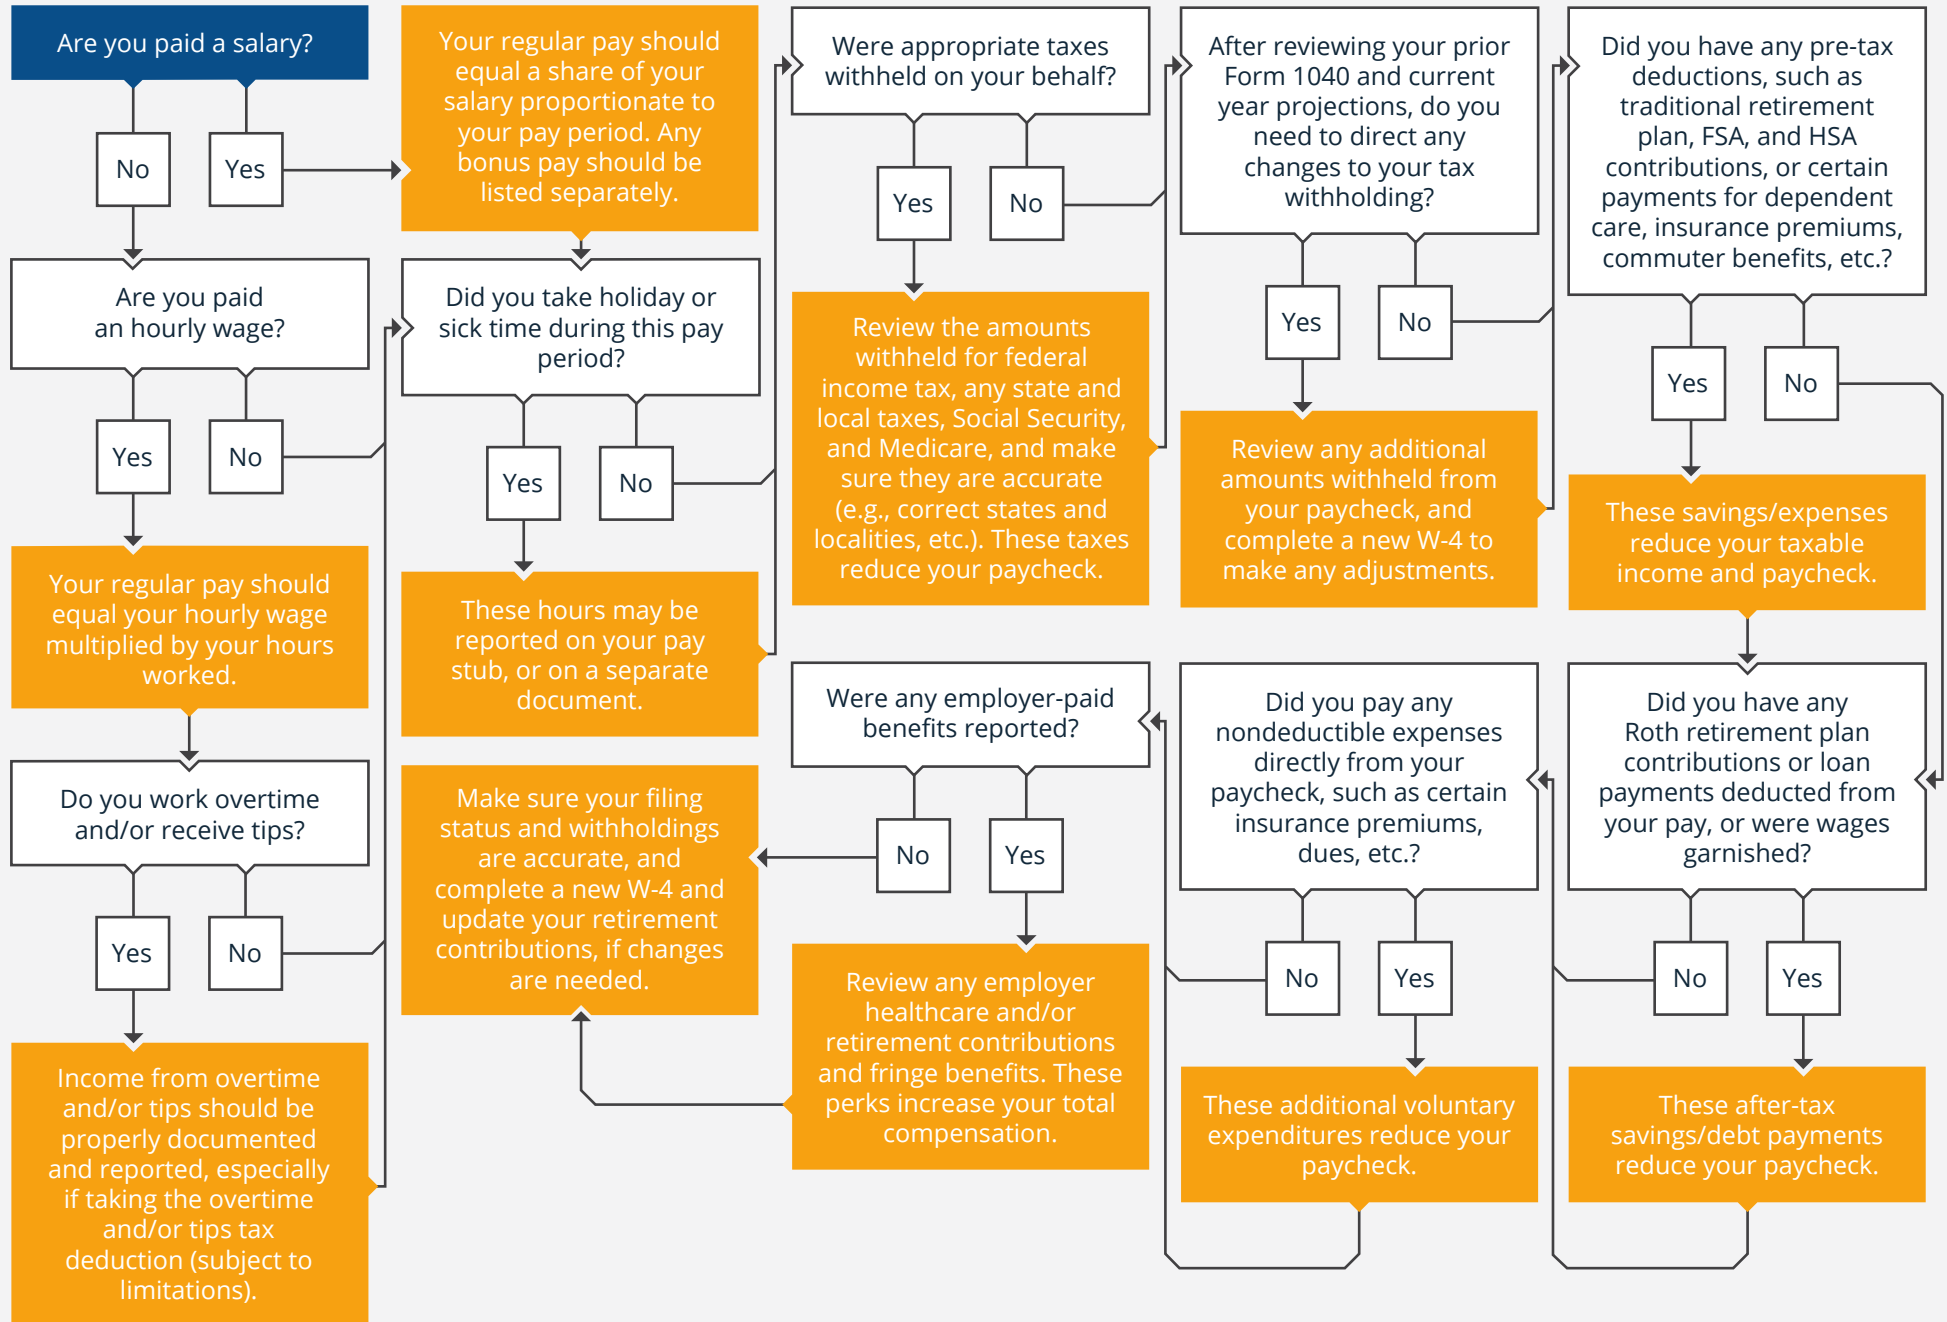 Are you paid a salary?
No
Yes
Are you paid
an hourly wage?
Yes
No
Your regular pay should
equal your hourly wage
multiplied by your hours
worked.
Do you work overtime
and/or receive tips?
Yes
No
Income from overtime
and/or tips should be
properly documented
and reported, especially
if taking the overtime
and/or tips tax
deduction (subject to
limitations).
Your regular pay should
equal a share of your
salary proportionate to
your pay period. Any
bonus pay should be
listed separately.
Did you take holiday or
sick time during this pay
period?
Yes
No
These hours may be
reported on your pay
stub, or on a separate
document.
Were appropriate taxes
withheld on your behalf?
Yes
No
Review the amounts
withheld for federal
income tax, any state and
local taxes, Social Security,
and Medicare, and make
sure they are accurate
(e.g., correct states and
localities, etc.). These taxes
reduce your paycheck.
After reviewing your prior
Form 1040 and current
year projections, do you
need to direct any
changes to your tax
withholding?
Yes
No
Review any additional
amounts withheld from
your paycheck, and
complete a new W-4 to
make any adjustments.
Did you have any pre-tax
deductions, such as
traditional retirement
plan, FSA, and HSA
contributions, or certain
payments for dependent
care, insurance premiums,
commuter benefits, etc.?
Yes
No
These savings/expenses
reduce your taxable
income and paycheck.
Did you have any
Roth retirement plan
contributions or loan
payments deducted from
your pay, or were wages
garnished?
No
Yes
These after-tax
savings/debt payments
reduce your paycheck.
Did you pay any
nondeductible expenses
directly from your
paycheck, such as certain
insurance premiums,
dues, etc.?
No
Yes
These additional voluntary
expenditures reduce your
paycheck.
Were any employer-paid
benefits reported?
No
Yes
Review any employer
healthcare and/or
retirement contributions
and fringe benefits. These
perks increase your total
compensation.
Make sure your filing
status and withholdings
are accurate, and
complete a new W-4 and
update your retirement
contributions, if changes
are needed.